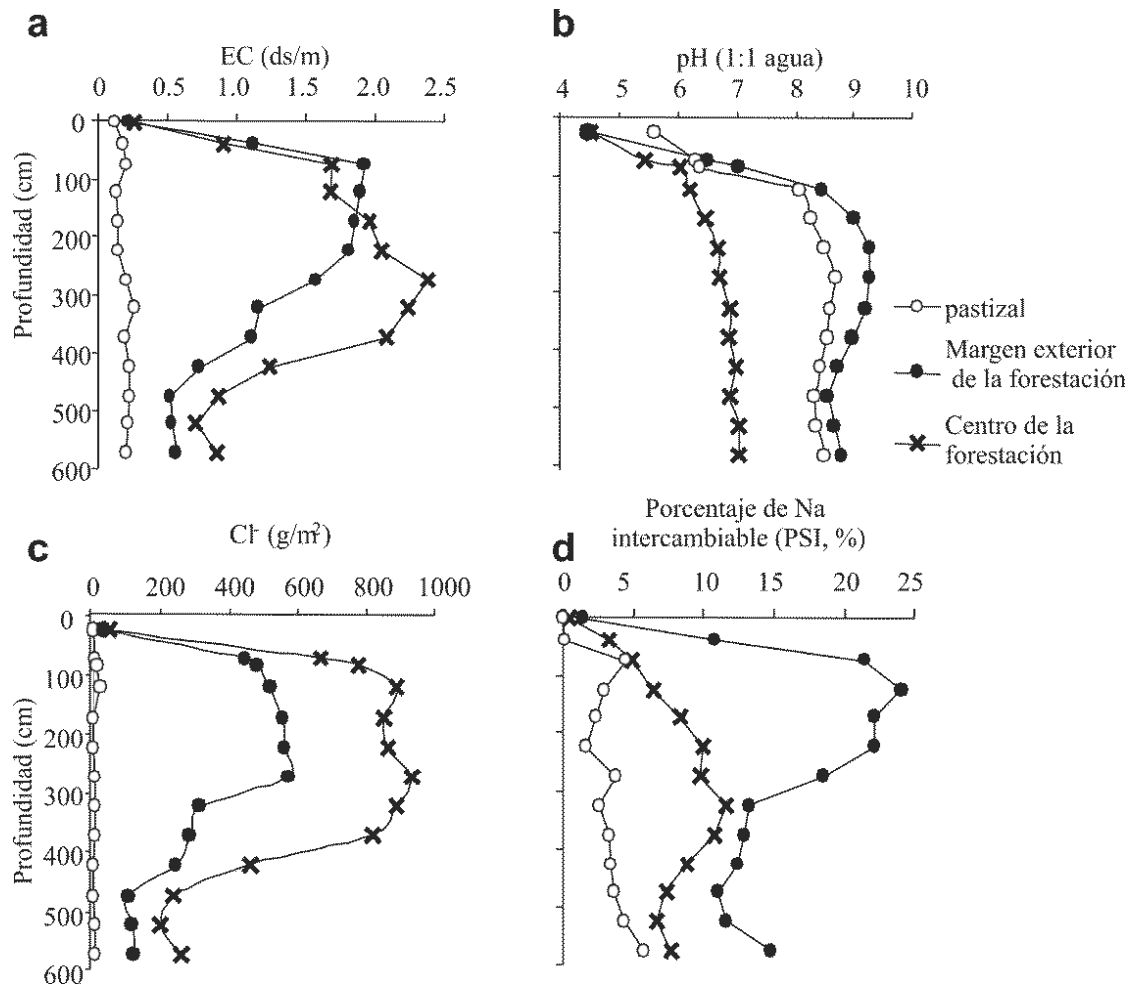 a
EC (ds/m)
0 0.5 1.0 1.5 2.0 2.5
Profundidad (cm)
0
100
200
300
400
500
600
b
pH (1:1 agua)
4 5 6 7 8 9 10
pastizal
Margen exterior
de la forestación
Centro de la
forestación
c
Cl- (g/m²)
0 200 400 600 800 1000
Profundidad (cm)
0
100
200
300
400
500
600
d
Porcentaje de Na
intercambiable (PSI, %)
0 5 10 15 20 25